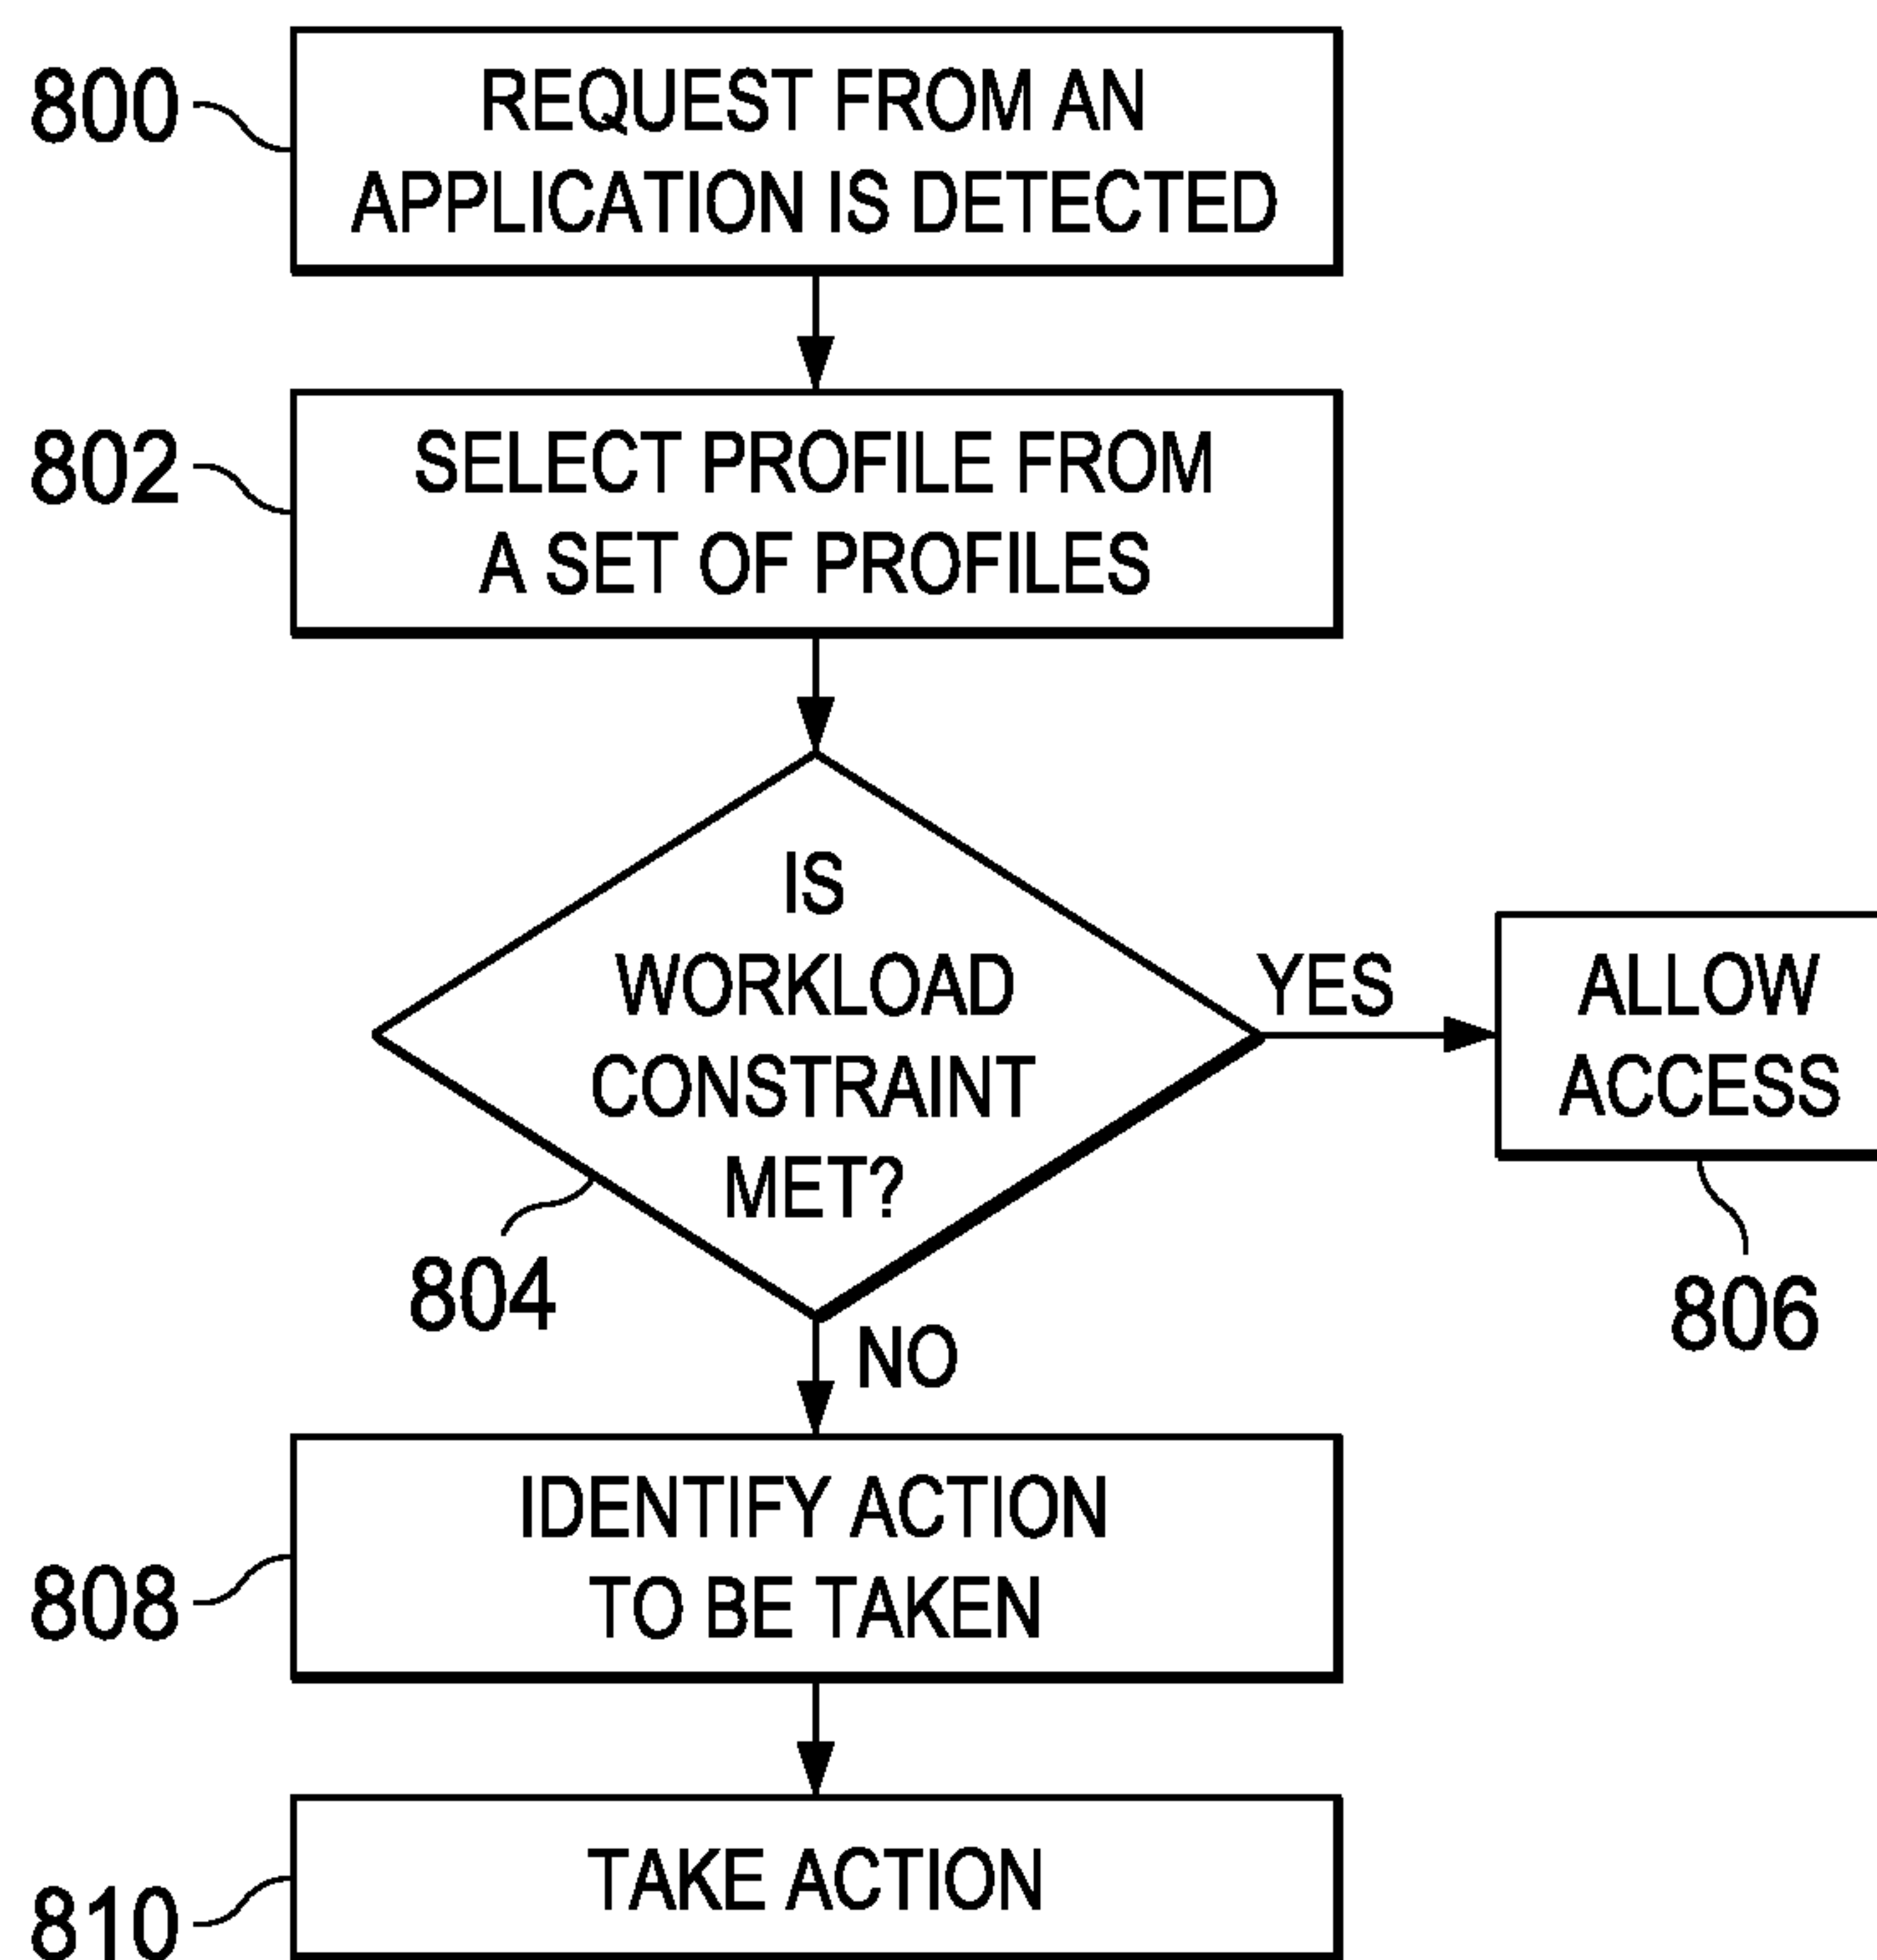 800
REQUEST FROM AN
APPLICATION IS DETECTED
802
SELECT PROFILE FROM
A SET OF PROFILES
IS
WORKLOAD
CONSTRAINT
MET?
804
YES
ALLOW
ACCESS
806
NO
808
IDENTIFY ACTION
TO BE TAKEN
810
TAKE ACTION